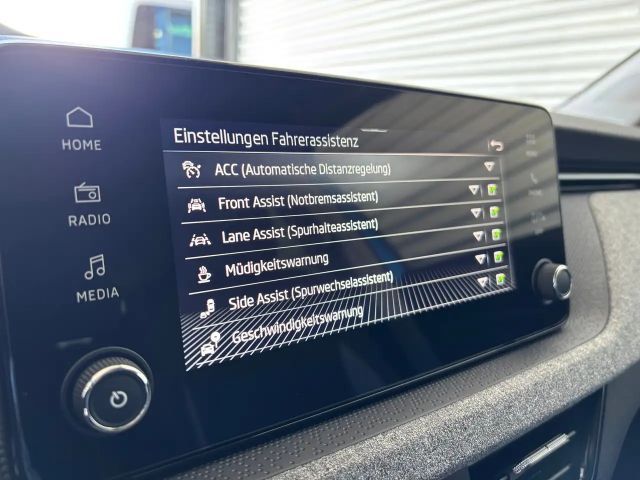 HOME
RADIO
MEDIA
Einstellungen Fahrerassistenz
ACC (Automatische Distanzregelung)
Front Assist (Notbremsassistent)
Lane Assist (Spurhalteassistent)
Müdigkeitswarnung
Side Assist (Spurwechselassistent)
Geschwindigkeitswarnung